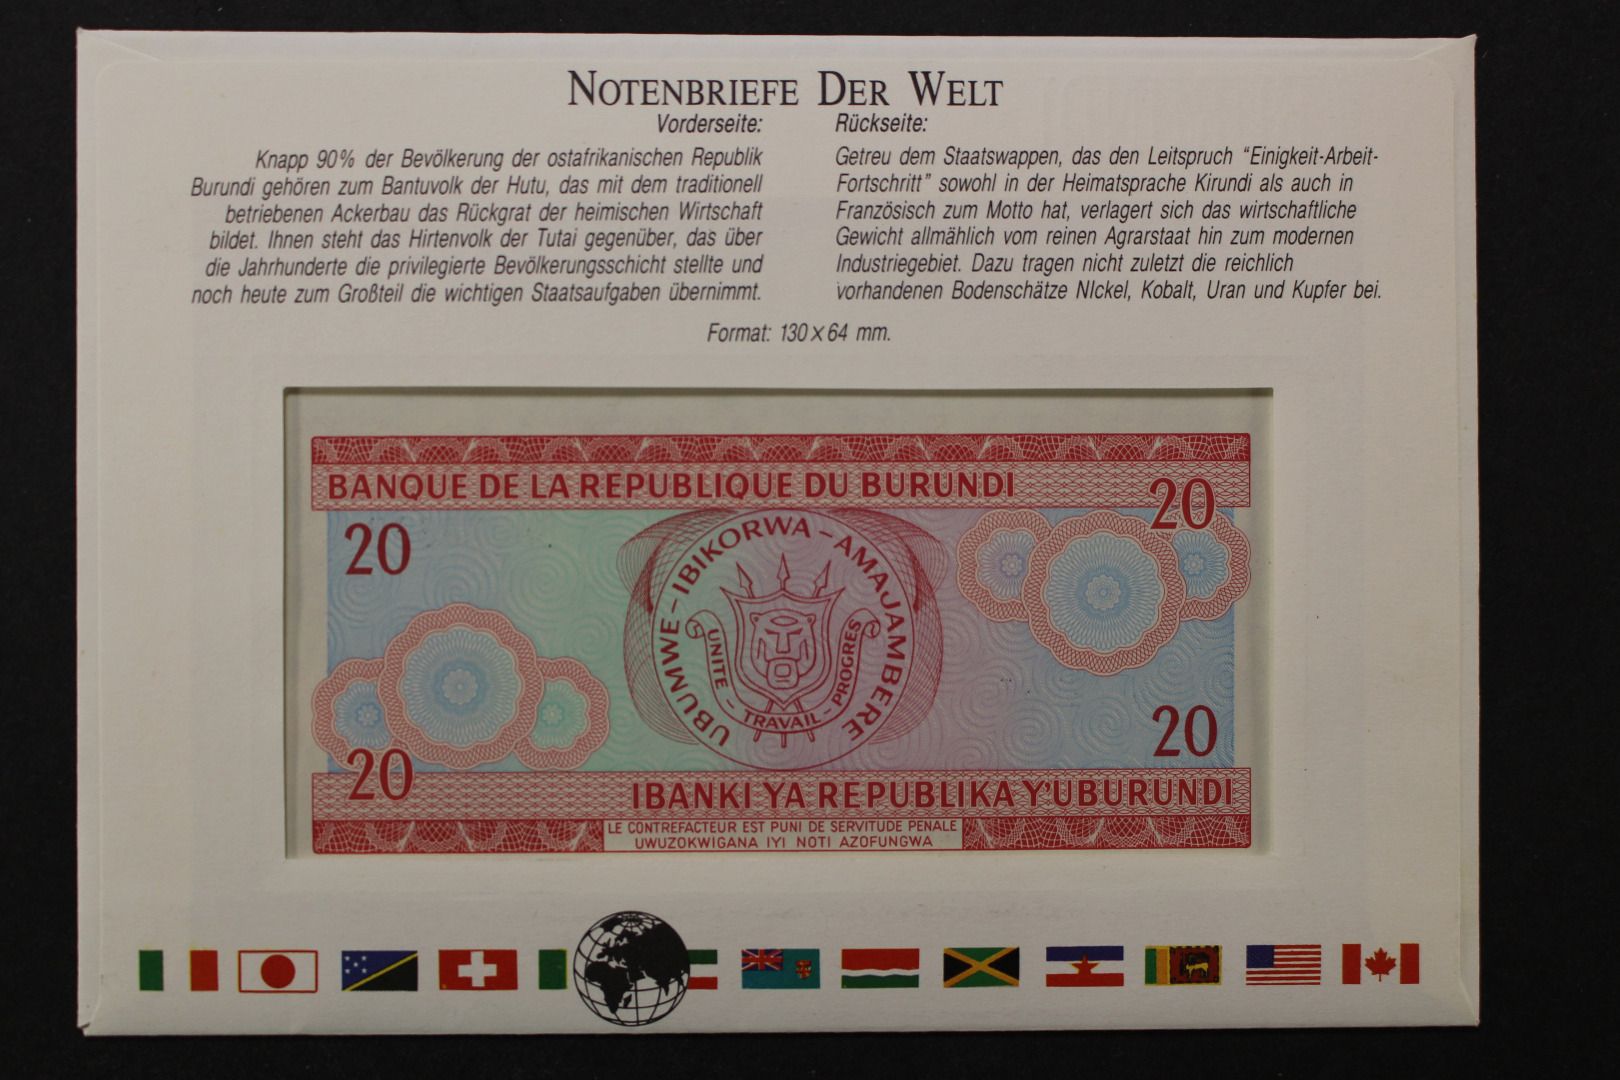 NOTENBRIEFE DER WELT
Vorderseite:
Knapp 90% der Bevölkerung der ostafrikanischen Republik
Burundi gehören zum Bantuvolk der Hutu, das mit dem traditionell
betriebenen Ackerbau das Rückgrat der heimischen Wirtschaft
bildet. Ihnen steht das Hirtenvolk der Tutai gegenüber, das über
die Jahrhunderte die privilegierte Bevölkerungsschicht stellte und
noch heute zum Großteil die wichtigen Staatsaufgaben übernimmt.
Rückseite:
Getreu dem Staatswappen, das den Leitspruch “Einigkeit-Arbeit-
Fortschritt” sowohl in der Heimatsprache Kirundi als auch in
Französisch zum Motto hat, verlagert sich das wirtschaftliche
Gewicht allmählich vom reinen Agrarstaat hin zum modernen
Industriegebiet. Dazu tragen nicht zuletzt die reichlich
vorhandenen Bodenschätze NIckel, Kobalt, Uran und Kupfer bei.
Format: 130 x 64 mm.
BANQUE DE LA REPUBLIQUE DU BURUNDI
20
20
UBUMWE-IBIKORWA-AMAJAMBERE
UNITE - TRAVAIL - PROGRES
20
20
IBANKI YA REPUBLIKA Y'UBURUNDI
LE CONTREFACTEUR EST PUNI DE SERVITUDE PENALE
UWUZOKWIGANA IYI NOTI AZOFUNGWA